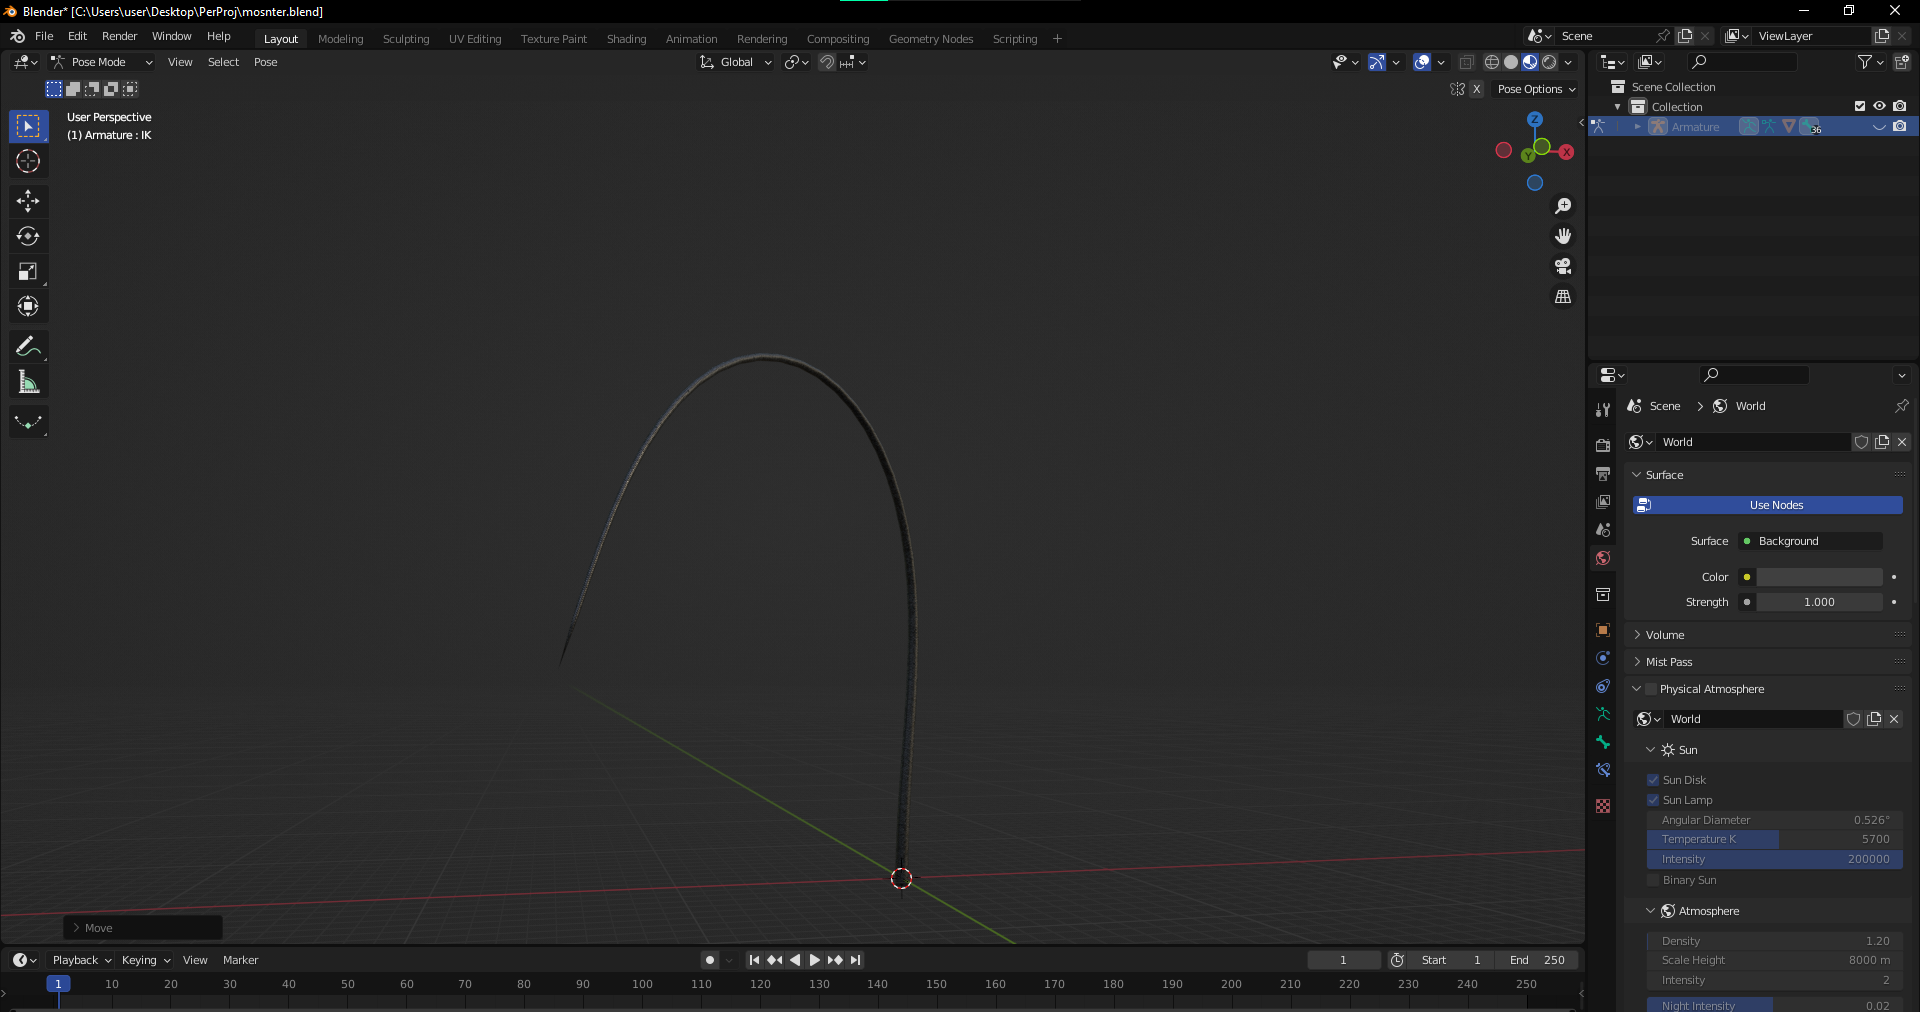 Blender* [C:\Users\user\Desktop\PerProj\mosnter.blend]
File Edit Render Window Help Layout Modeling Sculpting UV Editing Texture Paint Shading Animation Rendering Compositing Geometry Nodes Scripting + Scene ViewLayer
Pose Mode View Select Pose Global
X Pose Options
User Perspective
(1) Armature : IK
Z
X
Y
Move
Scene Collection
Collection
Armature 36
Scene > World
World
Surface
Use Nodes
Surface Background
Color
Strength 1.000
Volume
Mist Pass
Physical Atmosphere
World
Sun
Sun Disk
Sun Lamp
Angular Diameter 0.526°
Temperature K 5700
Intensity 200000
Binary Sun
Atmosphere
Density 1.20
Scale Height 8000 m
Intensity 2
Night Intensity 0.02
Playback Keying View Marker 1 Start 1 End 250
1 10 20 30 40 50 60 70 80 90 100 110 120 130 140 150 160 170 180 190 200 210 220 230 240 250